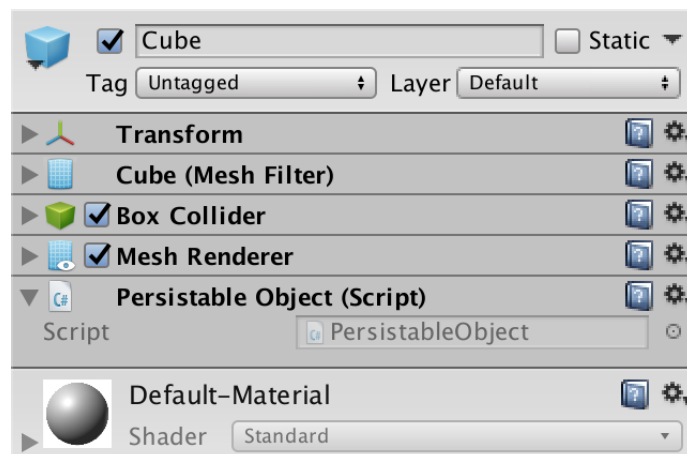 Cube Static
Tag Untagged Layer Default
Transform
Cube (Mesh Filter)
Box Collider
Mesh Renderer
C# Persistable Object (Script)
Script C# PersistableObject
Default-Material
Shader Standard